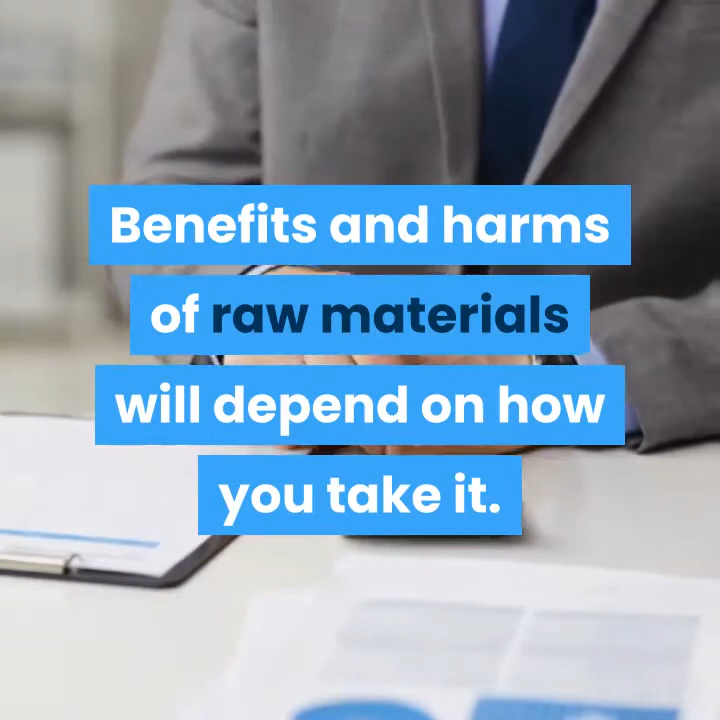 Benefits and harms
of raw materials
will depend on how
you take it.